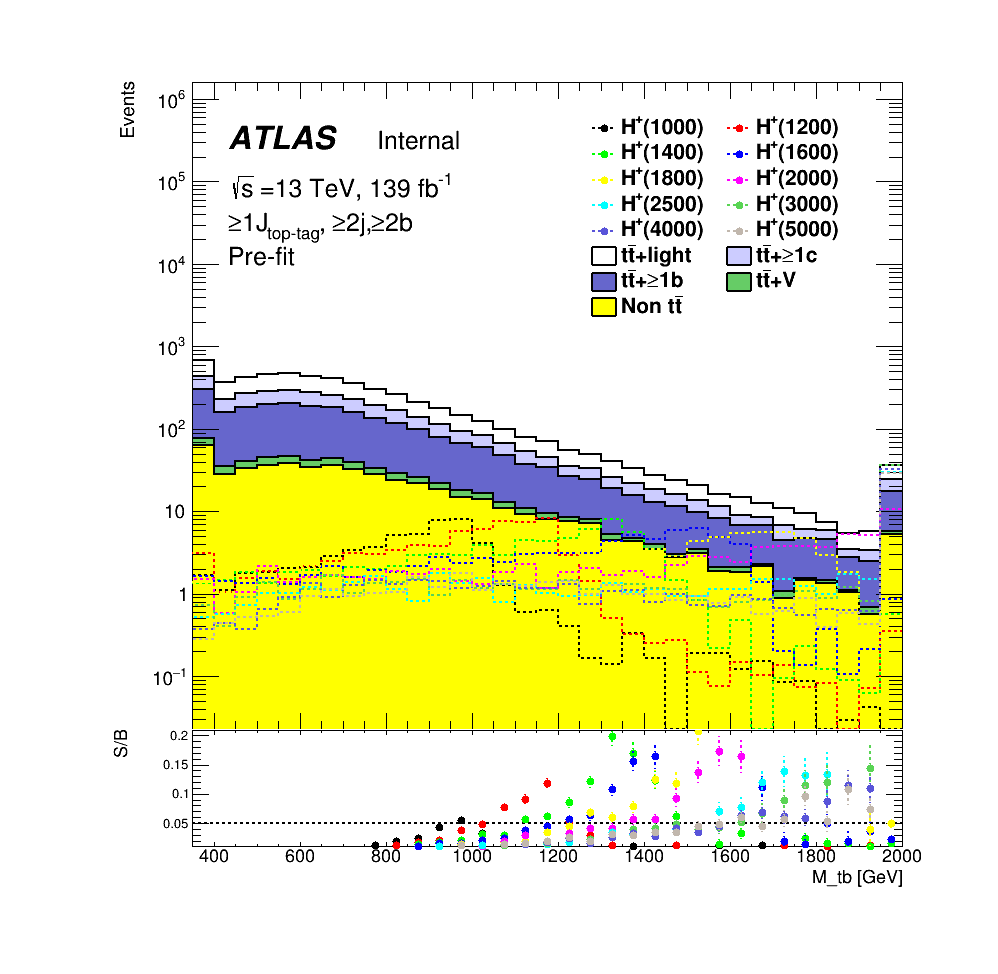 Events
10⁶
10⁵
10⁴
10³
10²
10
1
10⁻¹
ATLAS Internal
√s =13 TeV, 139 fb⁻¹
≥1J_top-tag, ≥2j,≥2b
Pre-fit
H⁺(1000) H⁺(1200)
H⁺(1400) H⁺(1600)
H⁺(1800) H⁺(2000)
H⁺(2500) H⁺(3000)
H⁺(4000) H⁺(5000)
tt̄+light tt̄+≥1c
tt̄+≥1b tt̄+V
Non tt̄
S/B
0.2
0.15
0.1
0.05
400 600 800 1000 1200 1400 1600 1800 2000
M_tb [GeV]